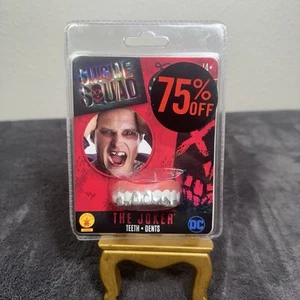 SUICIDE
SQUAD
75%
OFF
THE JOKER
TEETH • DENTS
DC